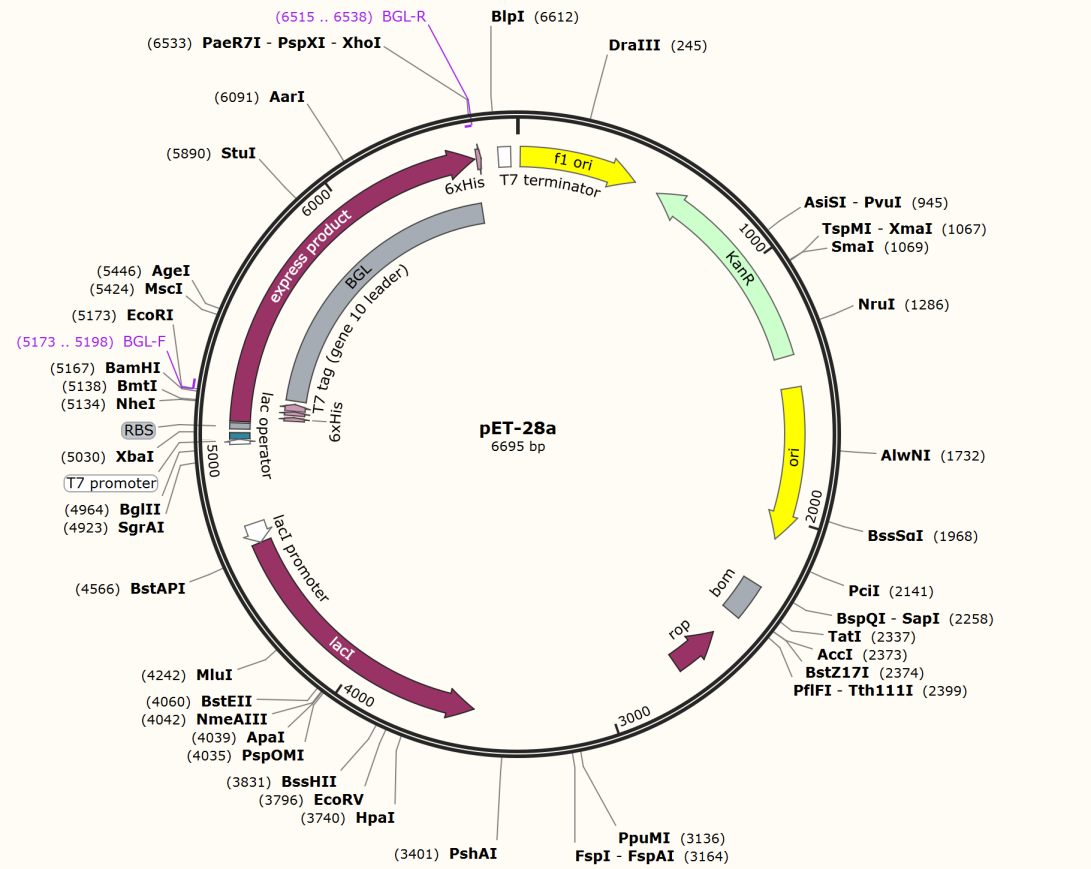 (6515 .. 6538) BGL-R
BlpI (6612)
(6533) PaeR7I - PspXI - XhoI
DraIII (245)
(6091) AarI
(5890) StuI
6000
6xHis
T7 terminator
f1 ori
AsiSI - PvuI (945)
TspMI - XmaI (1067)
SmaI (1069)
1000
KanR
express product
BGL
T7 tag (gene 10 leader)
(5446) AgeI
(5424) MscI
(5173) EcoRI
(5173 .. 5198) BGL-F
(5167) BamHI
(5138) BmtI
(5134) NheI
NruI (1286)
RBS
lac operator
6xHis
pET-28a
6695 bp
(5030) XbaI
5000
T7 promoter
(4964) BglII
(4923) SgrAI
ori
AlwNI (1732)
2000
BssSαI (1968)
lacI promoter
(4566) BstAPI
bom
PciI (2141)
BspQI - SapI (2258)
TatI (2337)
AccI (2373)
BstZ17I (2374)
PflFI - Tth111I (2399)
rop
lacI
(4242) MluI
4000
(4060) BstEII
(4042) NmeAIII
(4039) ApaI
(4035) PspOMI
3000
(3831) BssHII
(3796) EcoRV
(3740) HpaI
(3401) PshAI
PpuMI (3136)
FspI - FspAI (3164)